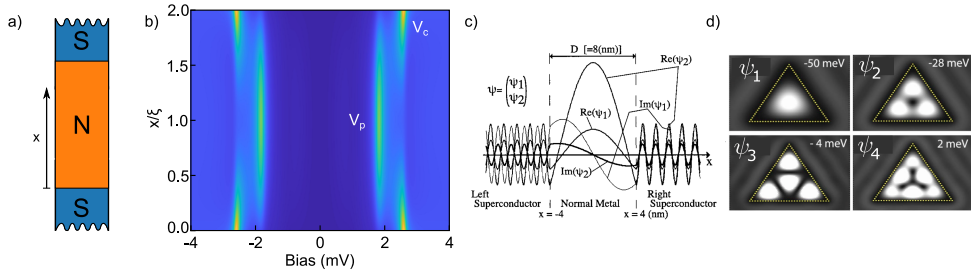 a)
S
N
S
x
b)
2.0
1.5
1.0
0.5
0.0
x/ξ
-4
-2
0
2
4
Bias (mV)
V_c
V_p
c)
D [=8(nm)]
Re(ψ2)
ψ=(ψ1
ψ2)
Im(ψ1)
Re(ψ1)
Im(ψ2)
x
Left
Superconductor
Normal Metal
Right
Superconductor
x = -4
x = 4 (nm)
d)
ψ1
-50 meV
ψ2
-28 meV
ψ3
- 4 meV
ψ4
2 meV